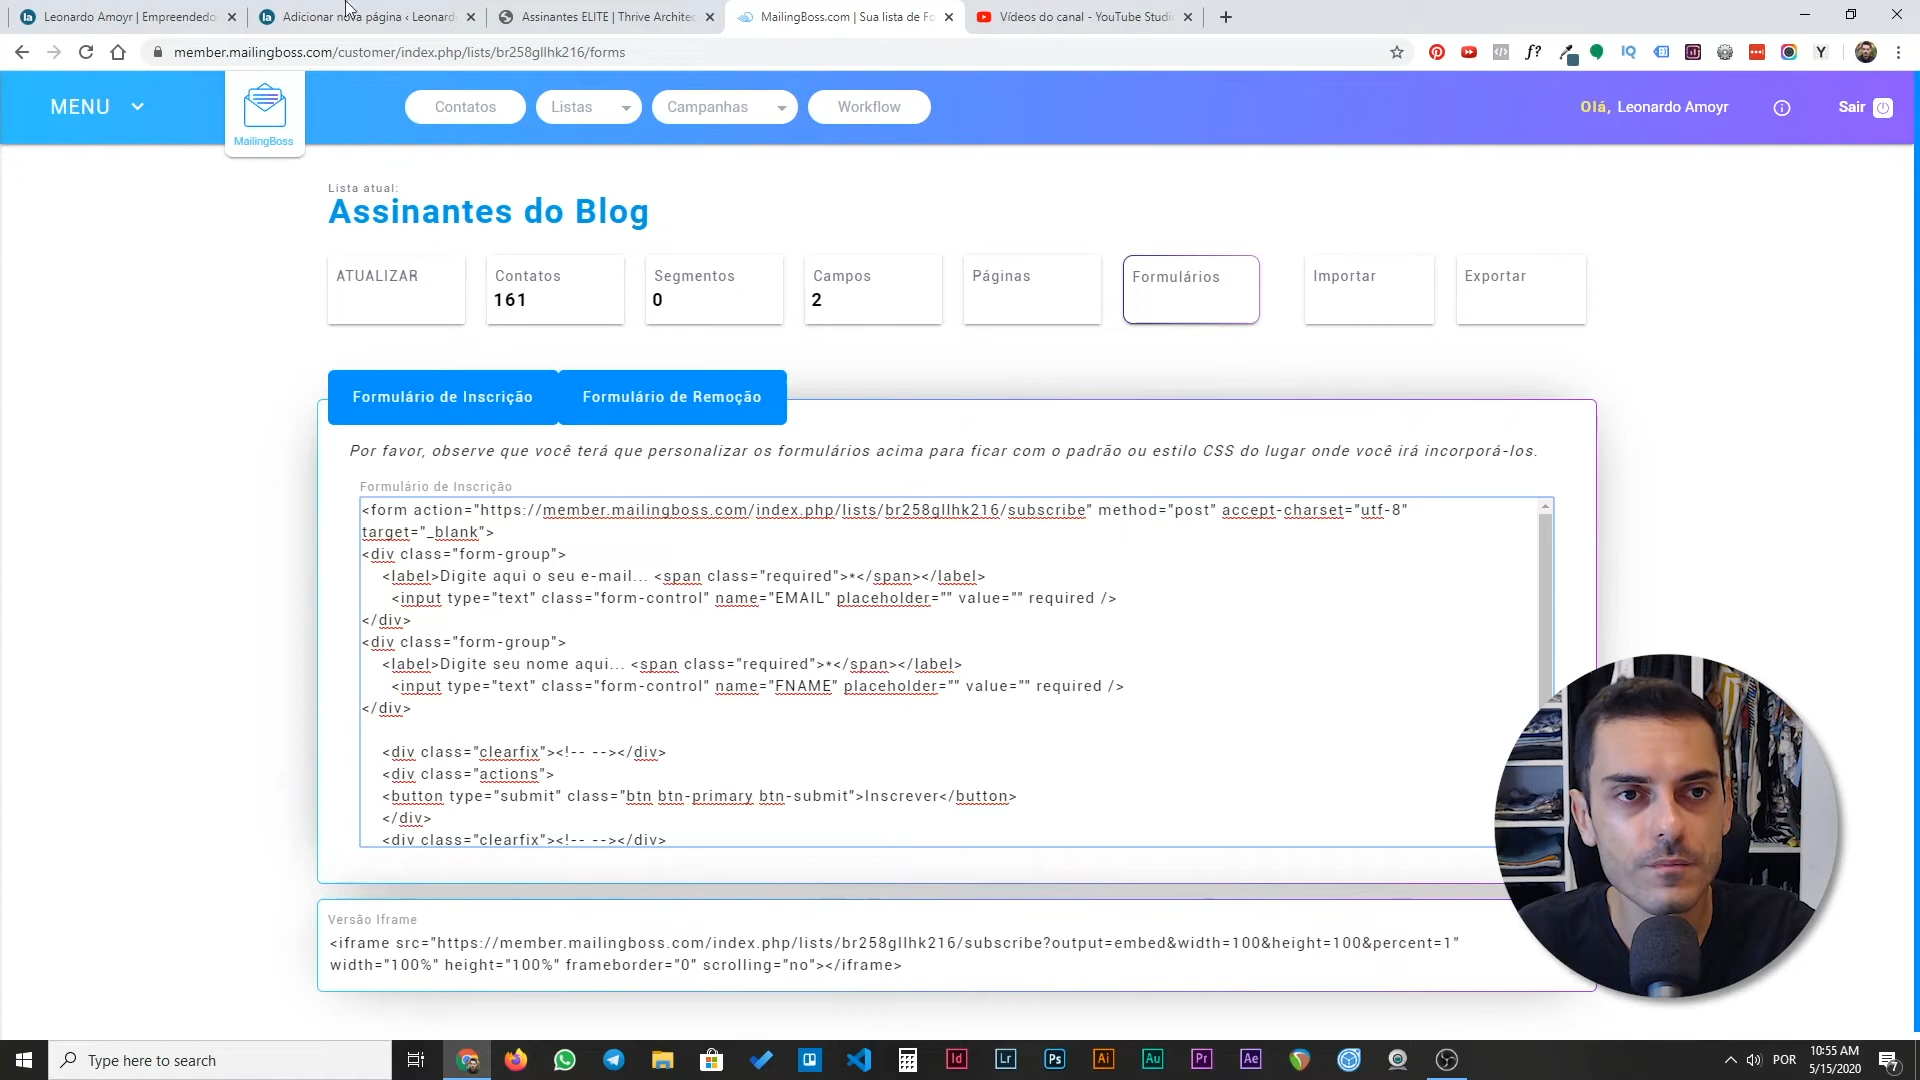 Leonardo Amoyr | Empreendedo
Adicionar nova página ‹ Leonard
Assinantes ELITE | Thrive Architec
MailingBoss.com | Sua lista de Fo
Vídeos do canal - YouTube Studi
member.mailingboss.com/customer/index.php/lists/br258gllhk216/forms
MENU
MailingBoss
Contatos
Listas
Campanhas
Workflow
Olá, Leonardo Amoyr
Sair
Lista atual:
Assinantes do Blog
ATUALIZAR
Contatos
161
Segmentos
0
Campos
2
Páginas
Formulários
Importar
Exportar
Formulário de Inscrição
Formulário de Remoção
Por favor, observe que você terá que personalizar os formulários acima para ficar com o padrão ou estilo CSS do lugar onde você irá incorporá-los.
Formulário de Inscrição
<form action="https://member.mailingboss.com/index.php/lists/br258gllhk216/subscribe" method="post" accept-charset="utf-8"
target="_blank">
<div class="form-group">
<label>Digite aqui o seu e-mail... <span class="required">*</span></label>
<input type="text" class="form-control" name="EMAIL" placeholder="" value="" required />
</div>
<div class="form-group">
<label>Digite seu nome aqui... <span class="required">*</span></label>
<input type="text" class="form-control" name="FNAME" placeholder="" value="" required />
</div>
<div class="clearfix"><!-- --></div>
<div class="actions">
<button type="submit" class="btn btn-primary btn-submit">Inscrever</button>
</div>
<div class="clearfix"><!-- --></div>
Versão Iframe
<iframe src="https://member.mailingboss.com/index.php/lists/br258gllhk216/subscribe?output=embed&width=100&height=100&percent=1"
width="100%" height="100%" frameborder="0" scrolling="no"></iframe>
Type here to search
Id
Lr
Ps
Ai
Au
Pr
Ae
POR
10:55 AM
5/15/2020
7